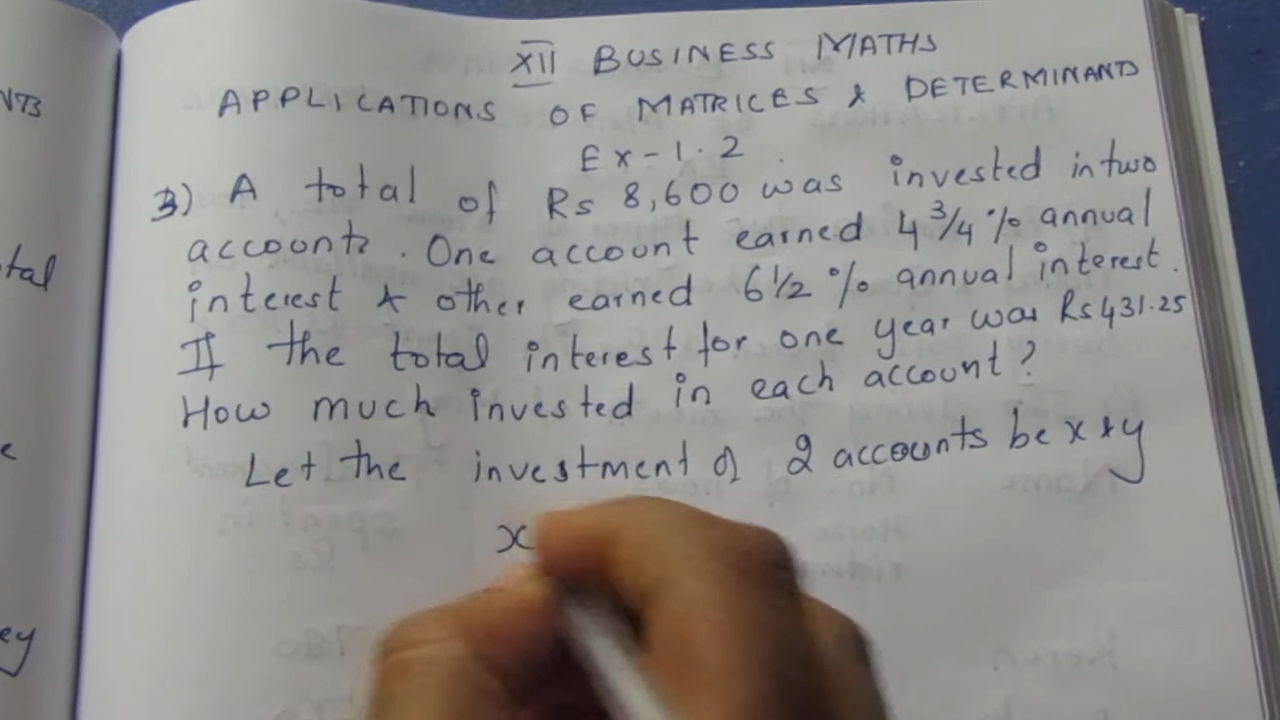 XII BUSINESS MATHS
APPLICATIONS OF MATRICES & DETERMINANTS
Ex-1.2
3) A total of Rs 8,600 was invested in two
accounts. One account earned 4 3/4 % annual
interest & other earned 6 1/2 % annual interest.
If the total interest for one year was Rs 431.25
How much invested in each account?
Let the investment of 2 accounts be x & y
x
NTS
tal
e
ey